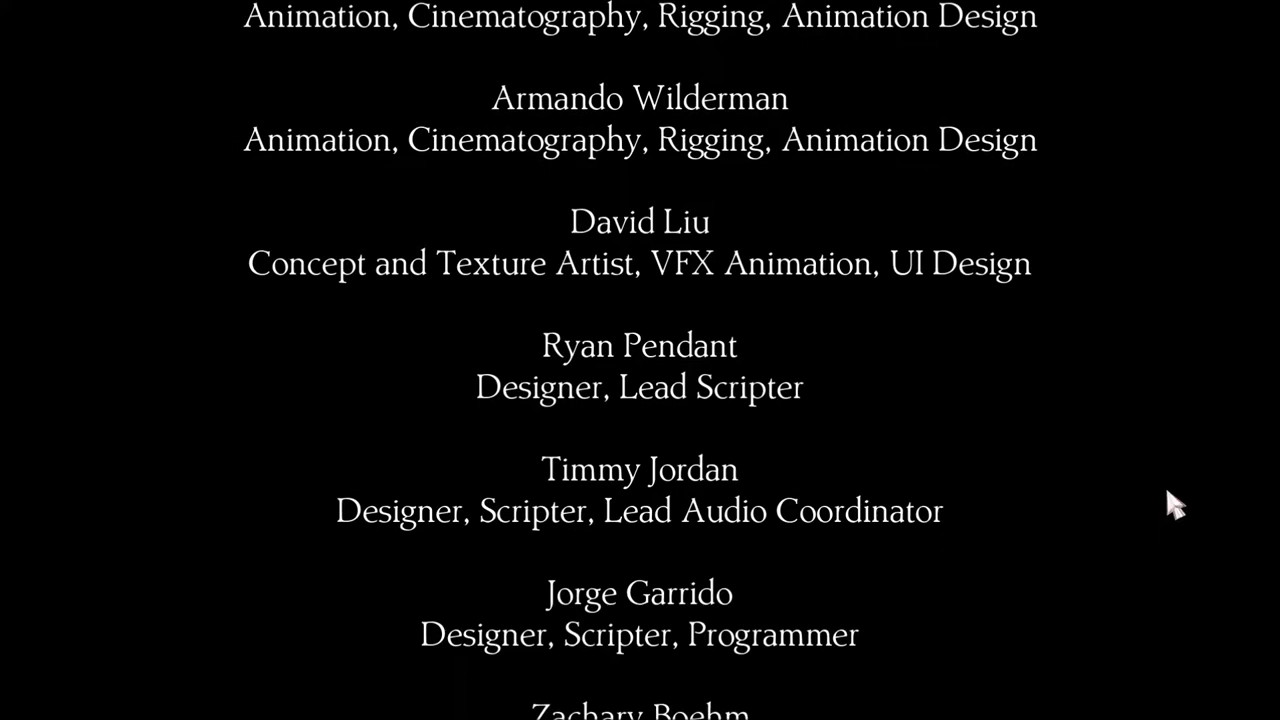 Animation, Cinematography, Rigging, Animation Design
Armando Wilderman
Animation, Cinematography, Rigging, Animation Design
David Liu
Concept and Texture Artist, VFX Animation, UI Design
Ryan Pendant
Designer, Lead Scripter
Timmy Jordan
Designer, Scripter, Lead Audio Coordinator
Jorge Garrido
Designer, Scripter, Programmer
Zachary Boehm